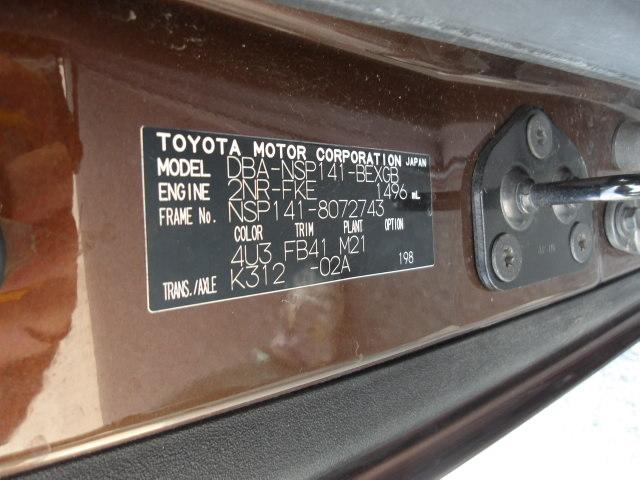 TOYOTA MOTOR CORPORATION JAPAN
MODEL DBA-NSP141-BEXGB
ENGINE 2NR-FKE 1496 mL
FRAME No. NSP141-8072743
COLOR TRIM PLANT OPTION
4U3 FB41 M21 198
TRANS./AXLE K312 -02A